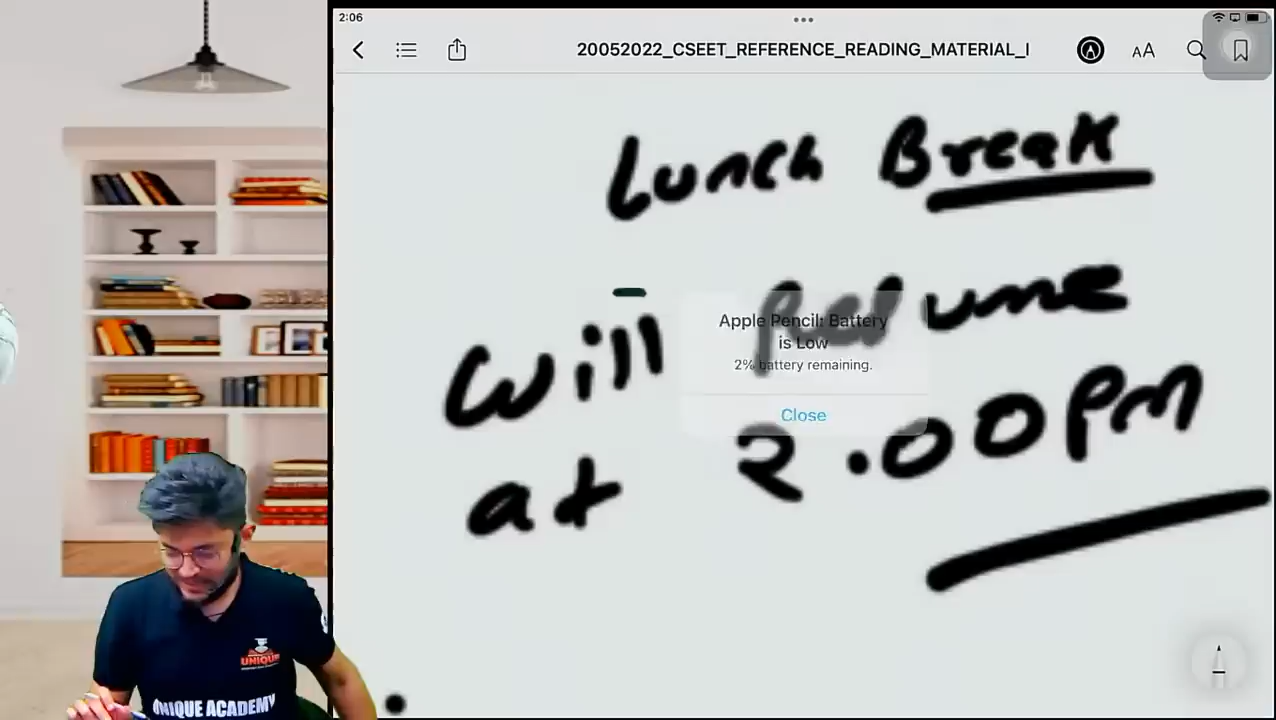 2:06
20052022_CSEET_REFERENCE_READING_MATERIAL_I
AA
Lunch Break
Will Resume
at 2.00PM
Apple Pencil: Battery
is Low
2% battery remaining.
Close
UNIQUE
UNIQUE ACADEMY